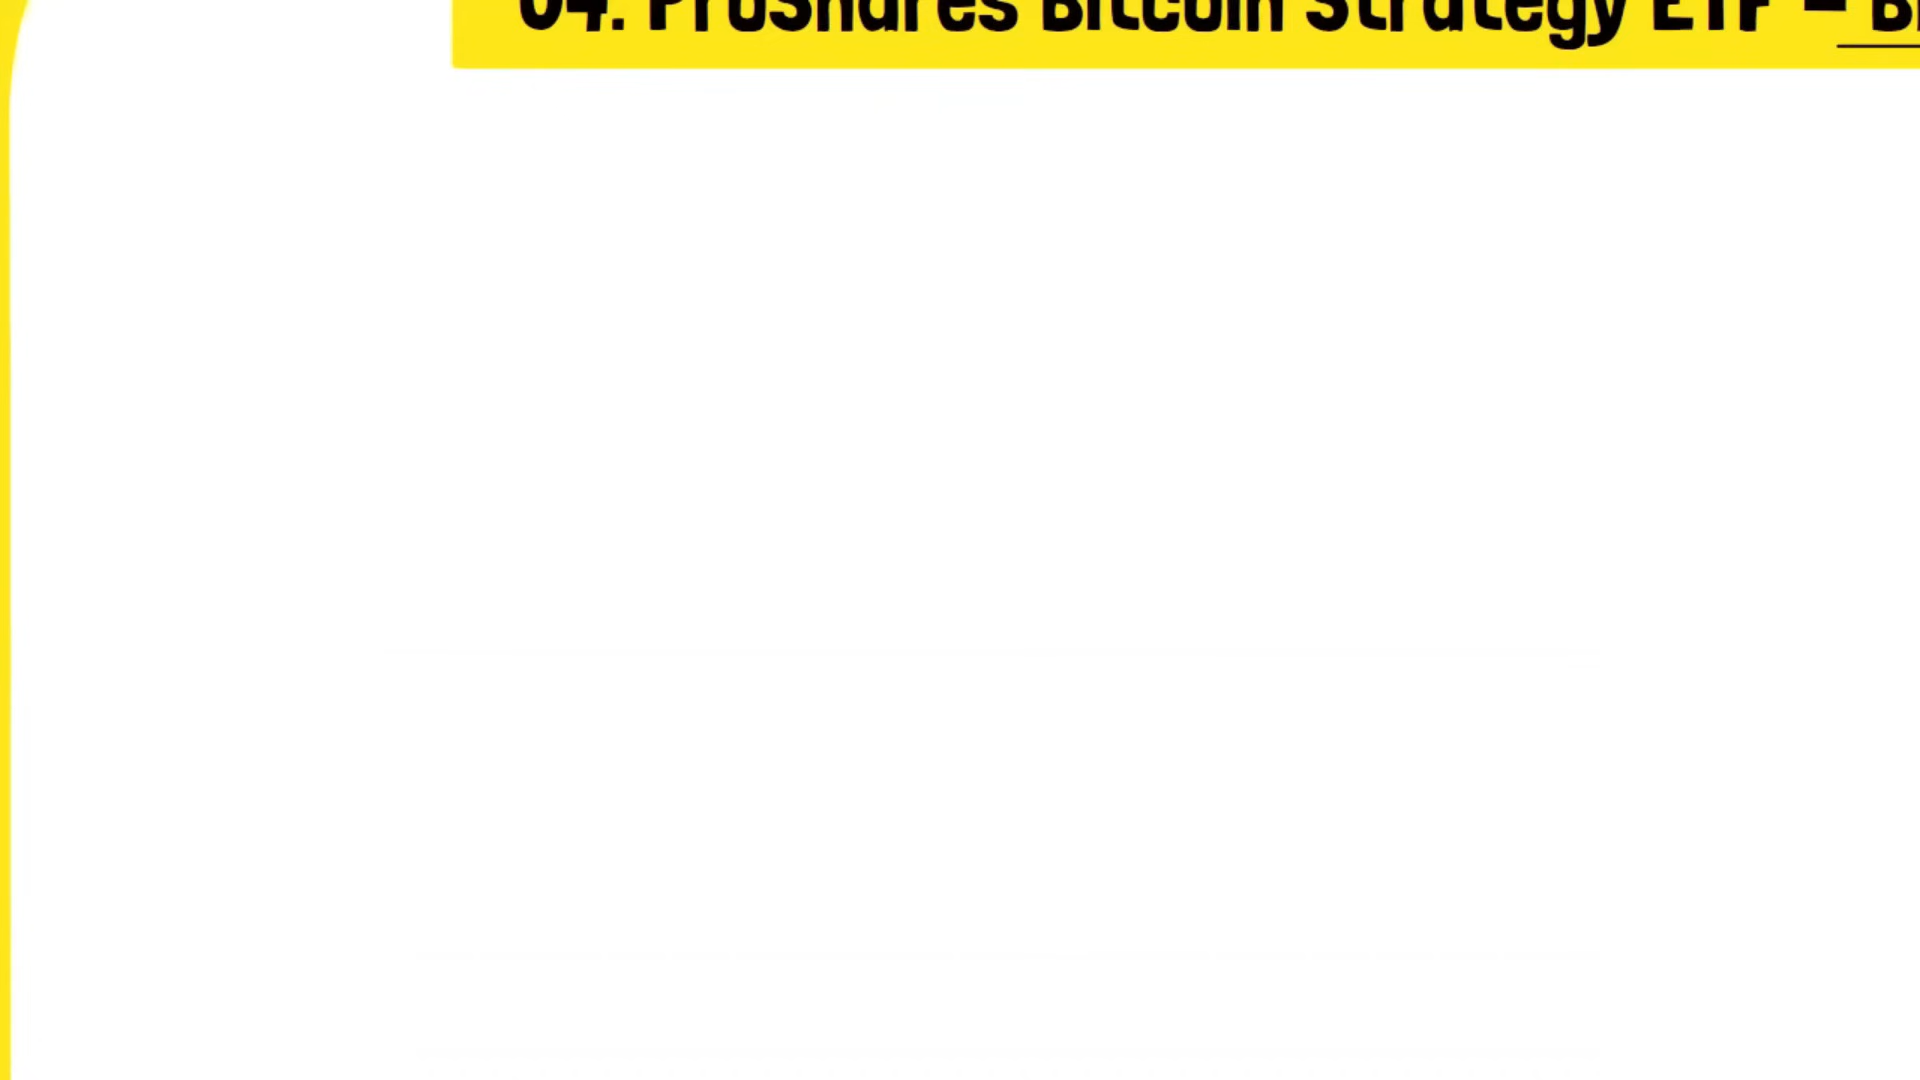 04. ProShares Bitcoin Strategy ETF –